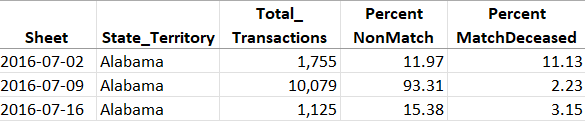 Sheet State_Territory Total_ Transactions Percent NonMatch Percent MatchDeceased
2016-07-02 Alabama 1,755 11.97 11.13
2016-07-09 Alabama 10,079 93.31 2.23
2016-07-16 Alabama 1,125 15.38 3.15